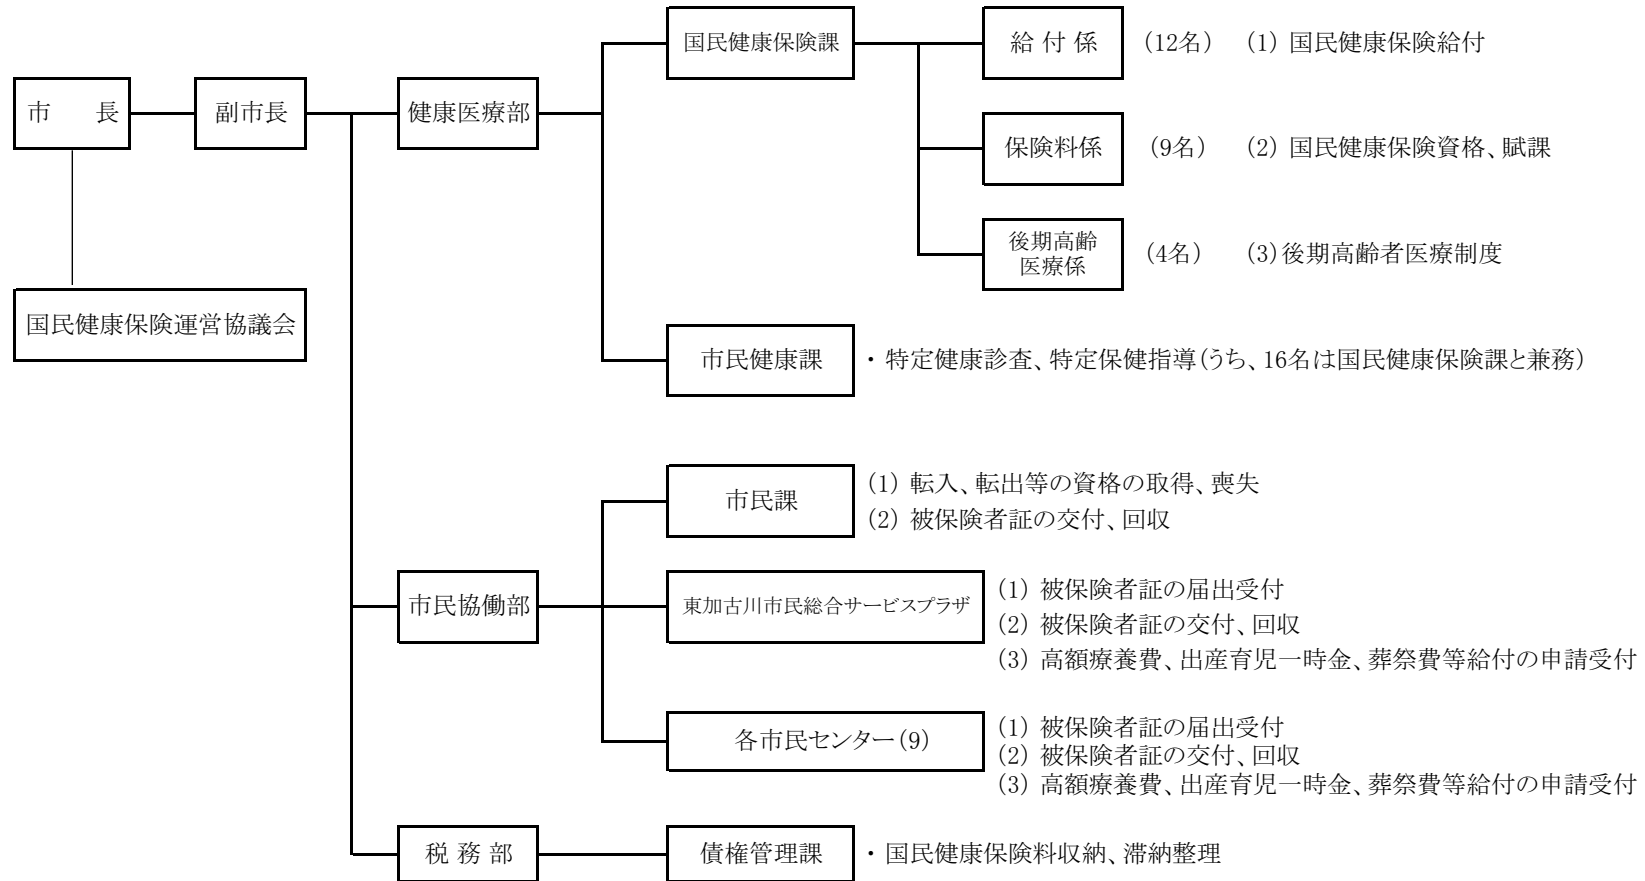 国民健康保険課
給 付 係 (12名) (1) 国民健康保険給付
市　長
副市長
健康医療部
保険料係 (9名) (2) 国民健康保険資格、賦課
後期高齢
医療係
(4名) (3)後期高齢者医療制度
国民健康保険運営協議会
市民健康課 ・ 特定健康診査、特定保健指導(うち、16名は国民健康保険課と兼務)
市民課
(1) 転入、転出等の資格の取得、喪失
(2) 被保険者証の交付、回収
市民協働部
東加古川市民総合サービスプラザ
(1) 被保険者証の届出受付
(2) 被保険者証の交付、回収
(3) 高額療養費、出産育児一時金、葬祭費等給付の申請受付
各市民センター(9)
(1) 被保険者証の届出受付
(2) 被保険者証の交付、回収
(3) 高額療養費、出産育児一時金、葬祭費等給付の申請受付
税 務 部
債権管理課 ・ 国民健康保険料収納、滞納整理